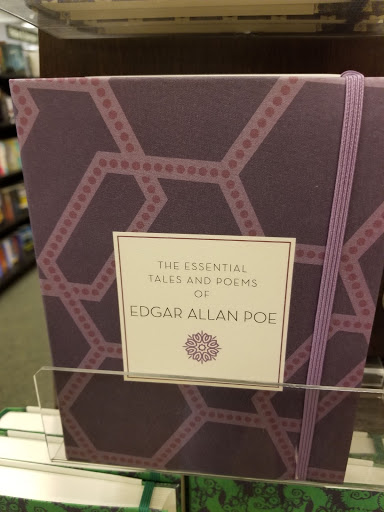 THE ESSENTIAL
TALES AND POEMS
OF
EDGAR ALLAN POE